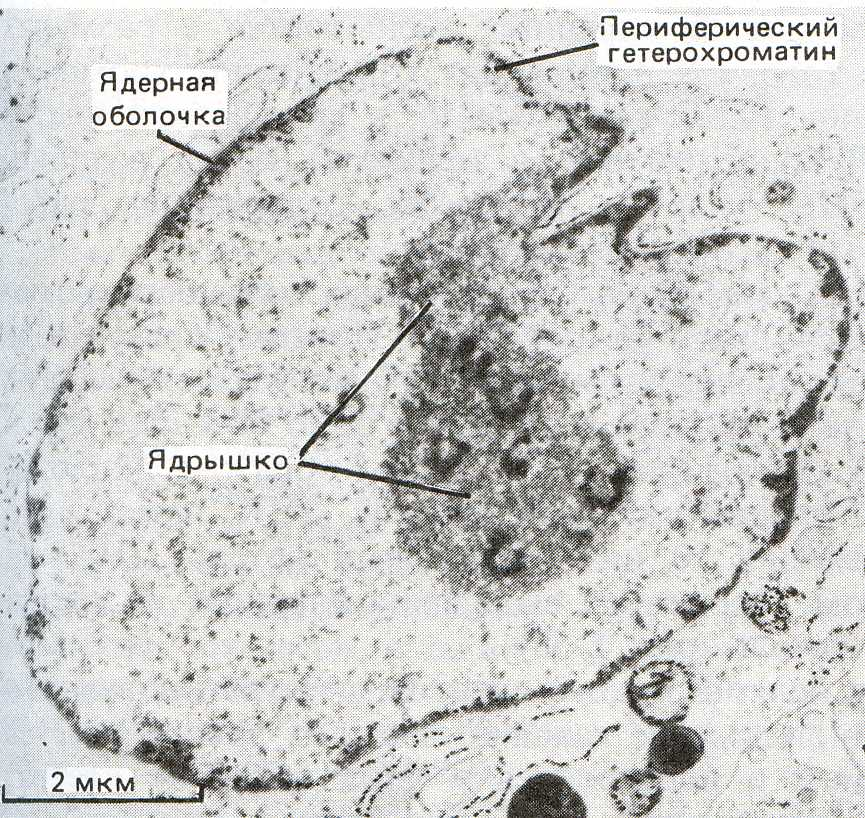 Периферический
гетерохроматин
Ядерная
оболочка
Ядрышко
2 мкм